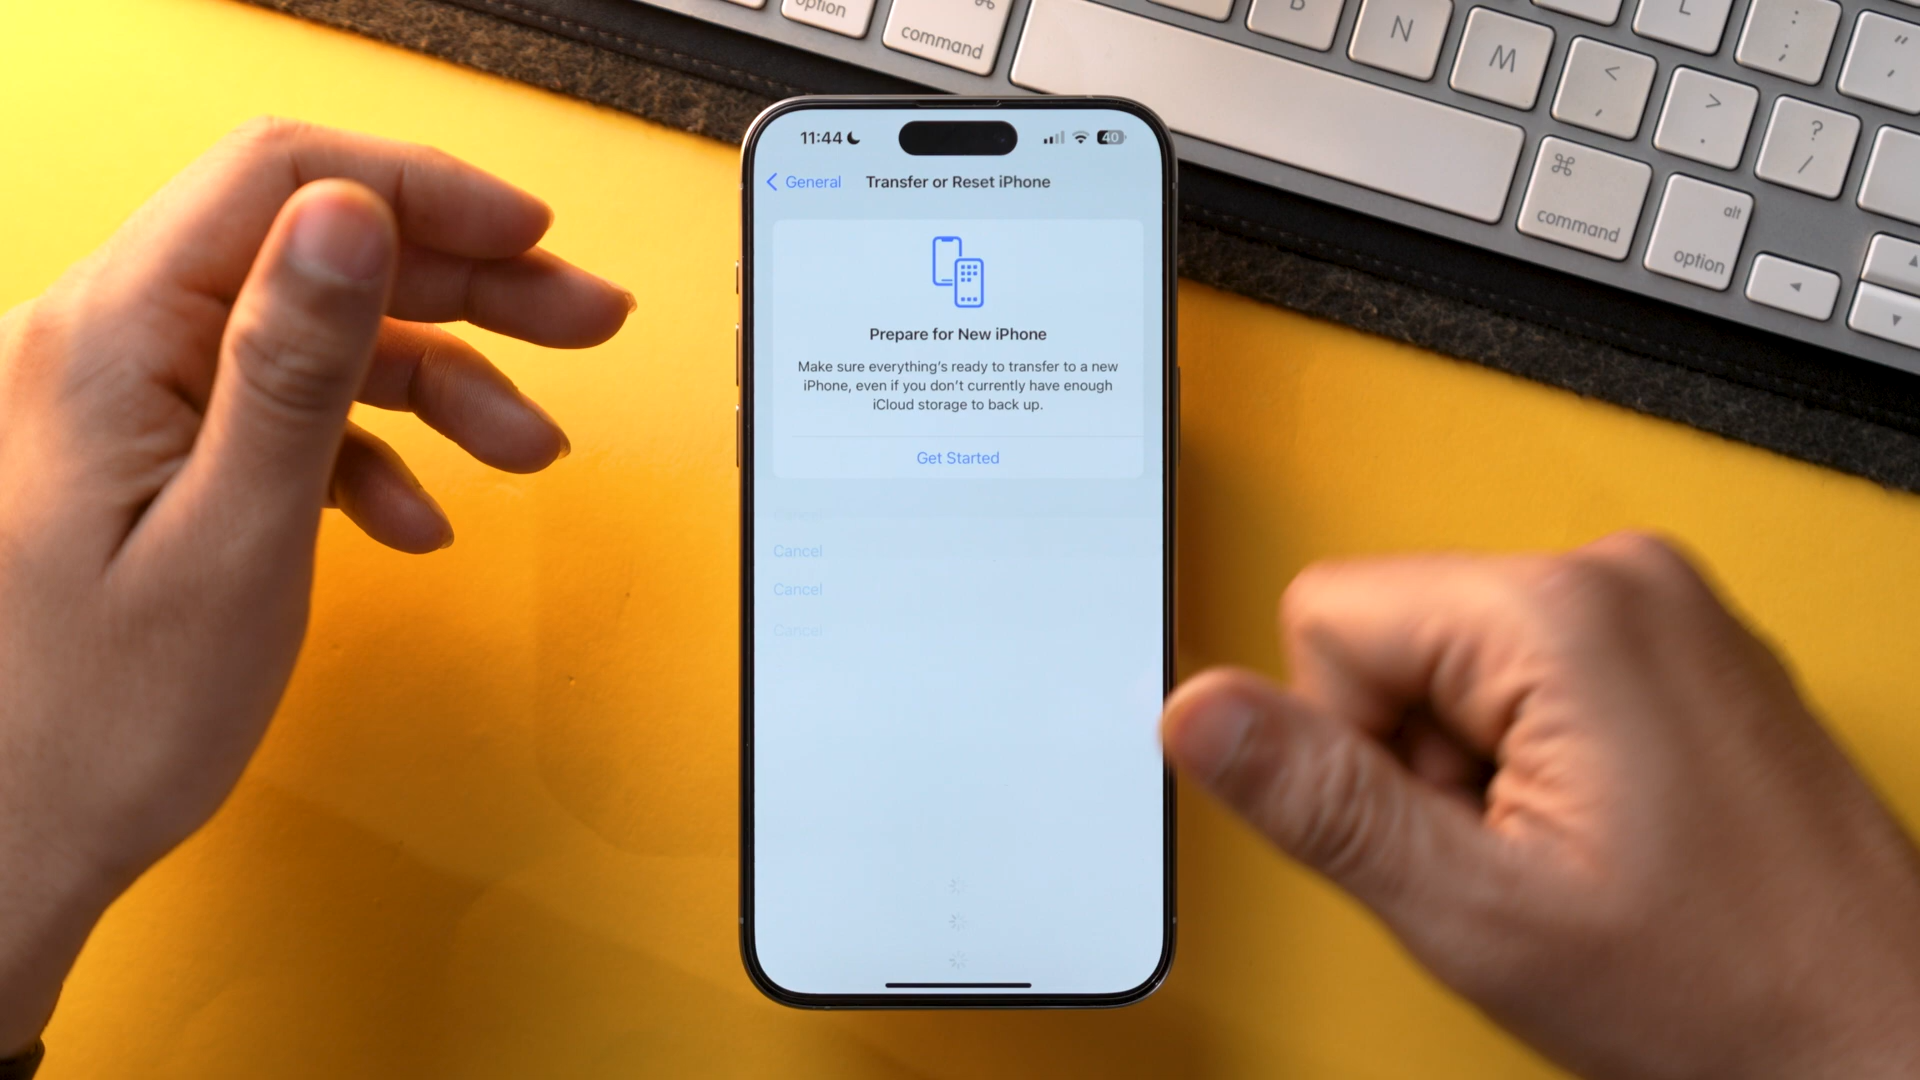 option
⌘
command
B
N
M
<
,
>
.
L
:
;
"
,
?
/
⌘
command
alt
option
◄
▲
▼
11:44
40
General
Transfer or Reset iPhone
Prepare for New iPhone
Make sure everything's ready to transfer to a new
iPhone, even if you don't currently have enough
iCloud storage to back up.
Get Started
Cancel
Cancel
Cancel
Cancel